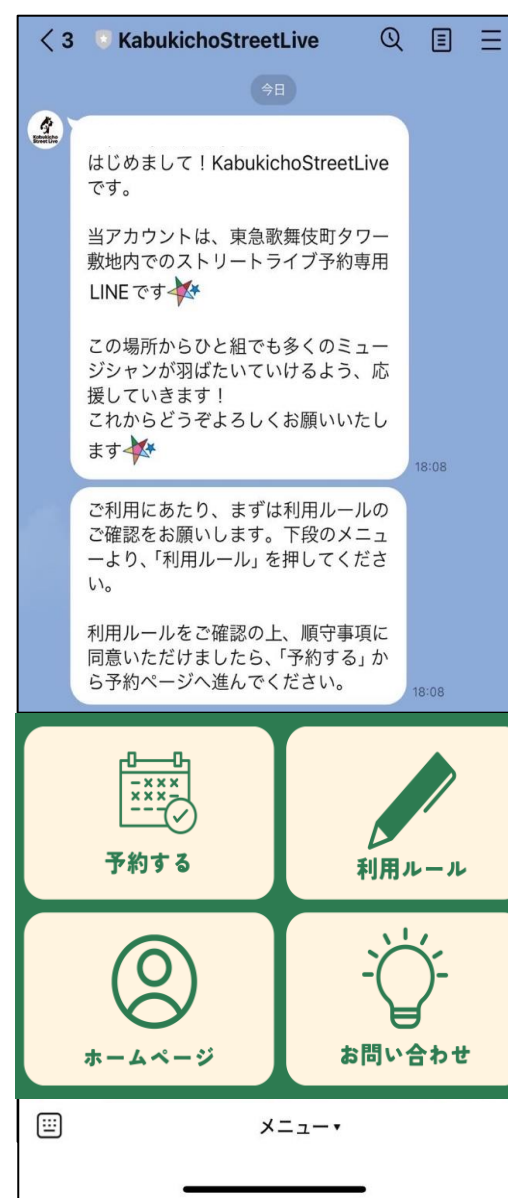 3 KabukichoStreetLive
今日
Kabukicho
Street Live
はじめまして！KabukichoStreetLive
です。
当アカウントは、東急歌舞伎町タワー
敷地内でのストリートライブ予約専用
LINEです
この場所からひと組でも多くのミュー
ジシャンが羽ばたいていけるよう、応
援していきます！
これからどうぞよろしくお願いいたし
ます
18:08
ご利用にあたり、まずは利用ルールの
ご確認をお願いします。下段のメニュ
ーより、「利用ルール」を押してくださ
い。
利用ルールをご確認の上、順守事項に
同意いただけましたら、「予約する」か
ら予約ページへ進んでください。
18:08
予約する
利用ルール
ホームページ
お問い合わせ
メニュー▼